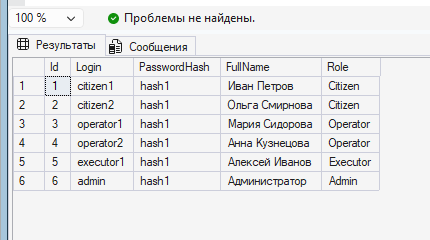 100 %
Проблемы не найдены.
Результаты Сообщения
Id Login PasswordHash FullName Role
1 1 citizen1 hash1 Иван Петров Citizen
2 2 citizen2 hash1 Ольга Смирнова Citizen
3 3 operator1 hash1 Мария Сидорова Operator
4 4 operator2 hash1 Анна Кузнецова Operator
5 5 executor1 hash1 Алексей Иванов Executor
6 6 admin hash1 Администратор Admin